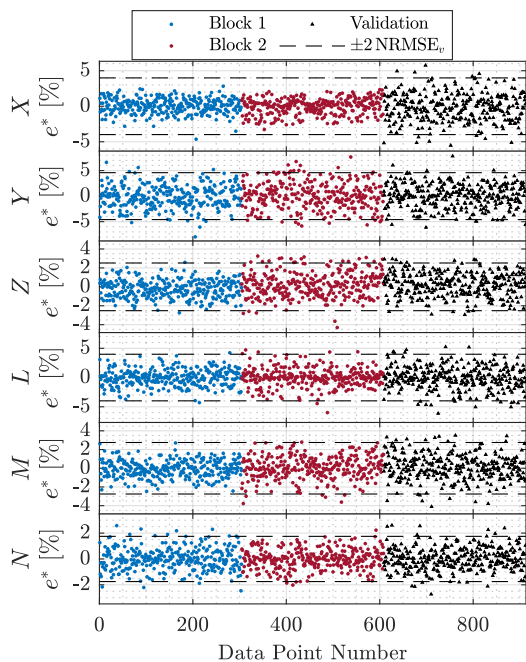 Block 1
Validation
Block 2
±2 NRMSEᵥ
X
e* [%]
5
0
-5
Y
e* [%]
5
0
-5
Z
e* [%]
4
2
0
-2
-4
L
e* [%]
5
0
-5
M
e* [%]
4
2
0
-2
-4
N
e* [%]
2
0
-2
0
200
400
600
800
Data Point Number